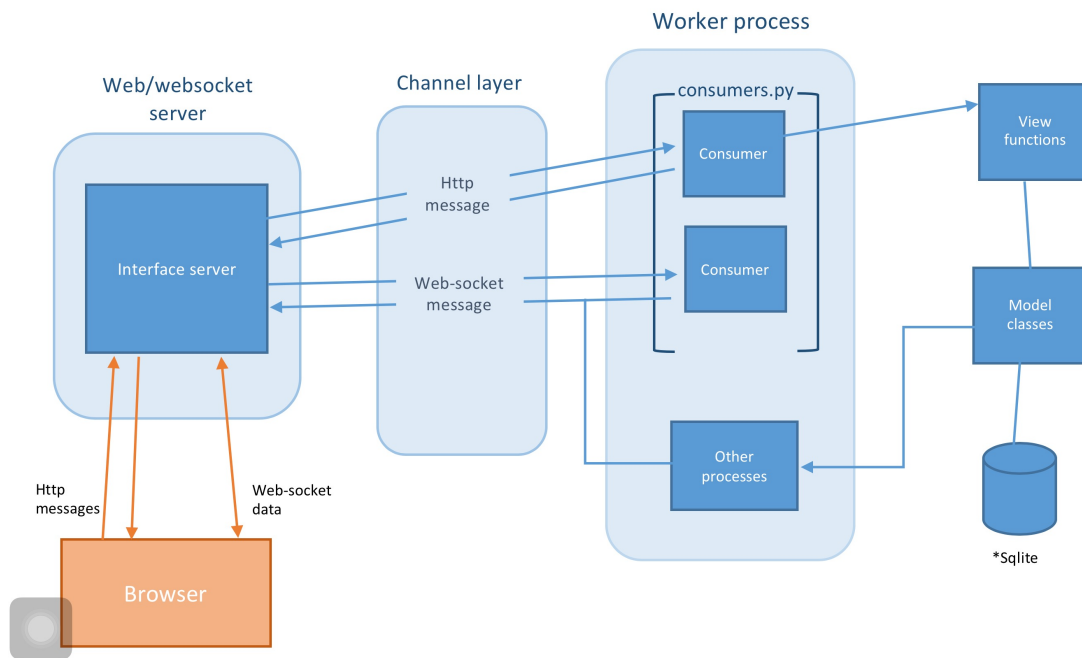 Worker process
Web/websocket
server
Channel layer
consumers.py
View
functions
Consumer
Http
message
Interface server
Consumer
Web-socket
message
Model
classes
Other
processes
Http
messages
Web-socket
data
*Sqlite
Browser